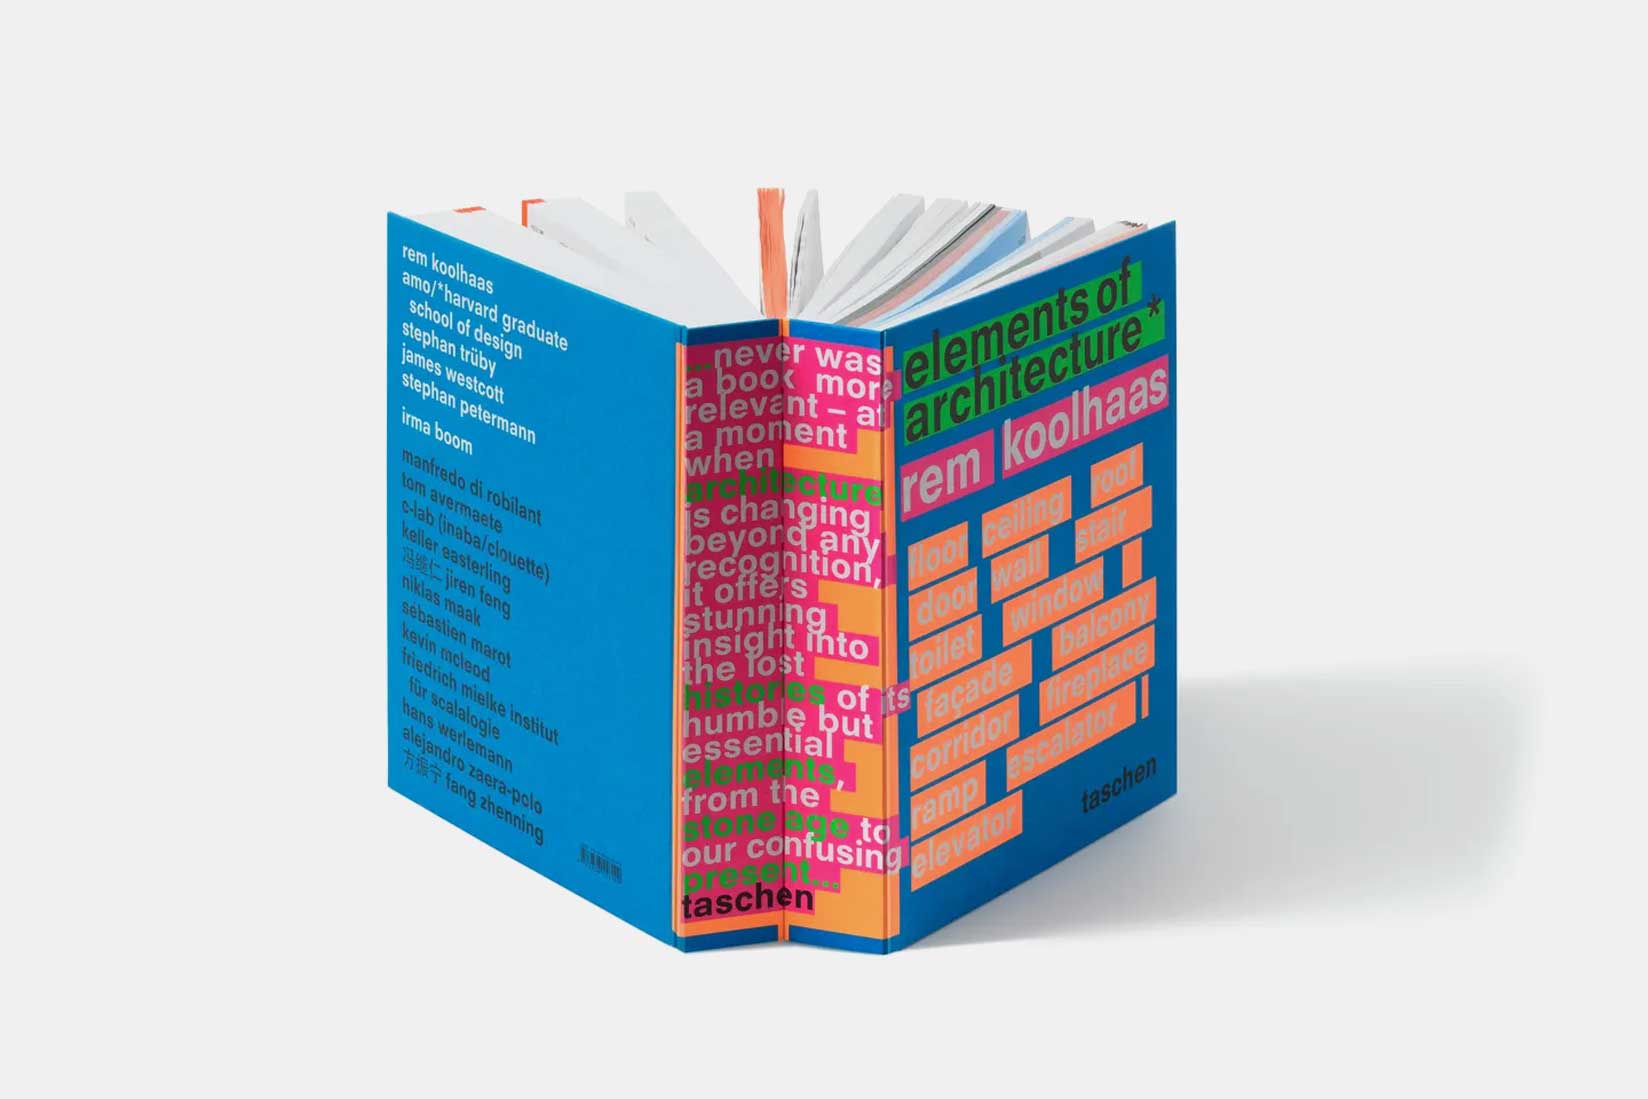 rem koolhaas
amo/*harvard graduate
school of design
stephan trüby
james westcott
stephan petermann
irma boom
manfredo di robilant
tom avermaete
c-lab (inaba/clouette)
keller easterling
冯继仁 jiren feng
niklas maak
sébastien marot
kevin mcleod
friedrich mielke institut
für scalalogie
hans werlemann
alejandro zaera-polo
方振宁 fang zhenning
...never was
a book more
relevant – at
a moment
when
architecture
is changing
beyond any
recognition,
it offers
stunning
insight into
the lost
histories of its
humble but
essential
elements,
from the
stone age to
our confusing
present...
taschen
elements of
architecture*
rem koolhaas
floor ceiling roof
door wall stair
toilet window
façade balcony
corridor fireplace
ramp escalator
elevator
taschen